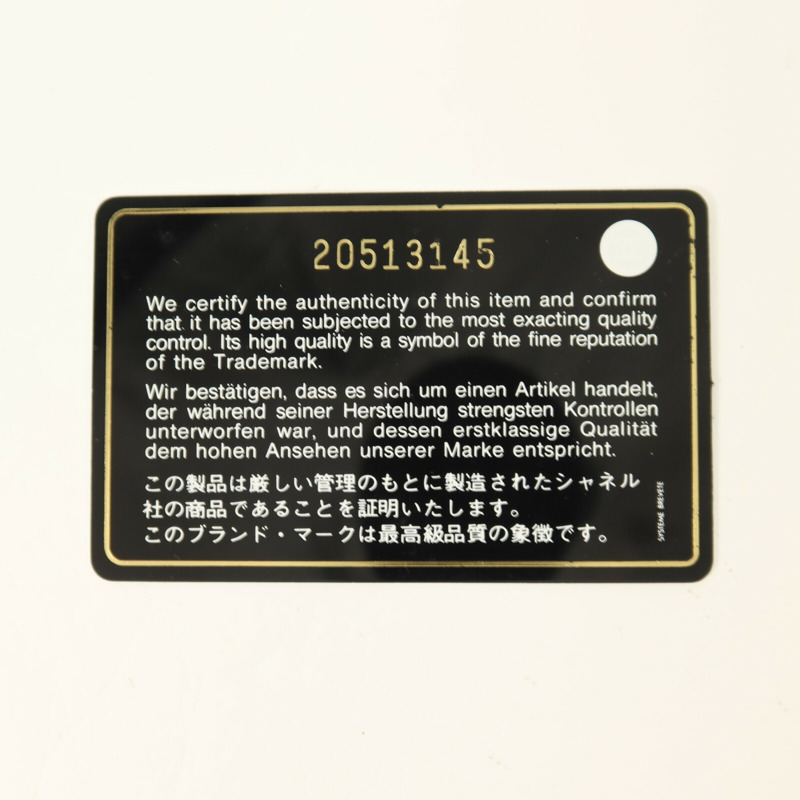 20513145
We certify the authenticity of this item and confirm
that it has been subjected to the most exacting quality
control. Its high quality is a symbol of the fine reputation
of the Trademark.
Wir bestätigen, dass es sich um einen Artikel handelt,
der während seiner Herstellung strengsten Kontrollen
unterworfen war, und dessen erstklassige Qualität
dem hohen Ansehen unserer Marke entspricht.
この製品は厳しい管理のもとに製造されたシャネル
社の商品であることを証明いたします。
このブランド・マークは最高級品質の象徴です。
SYSTEME BREVETE